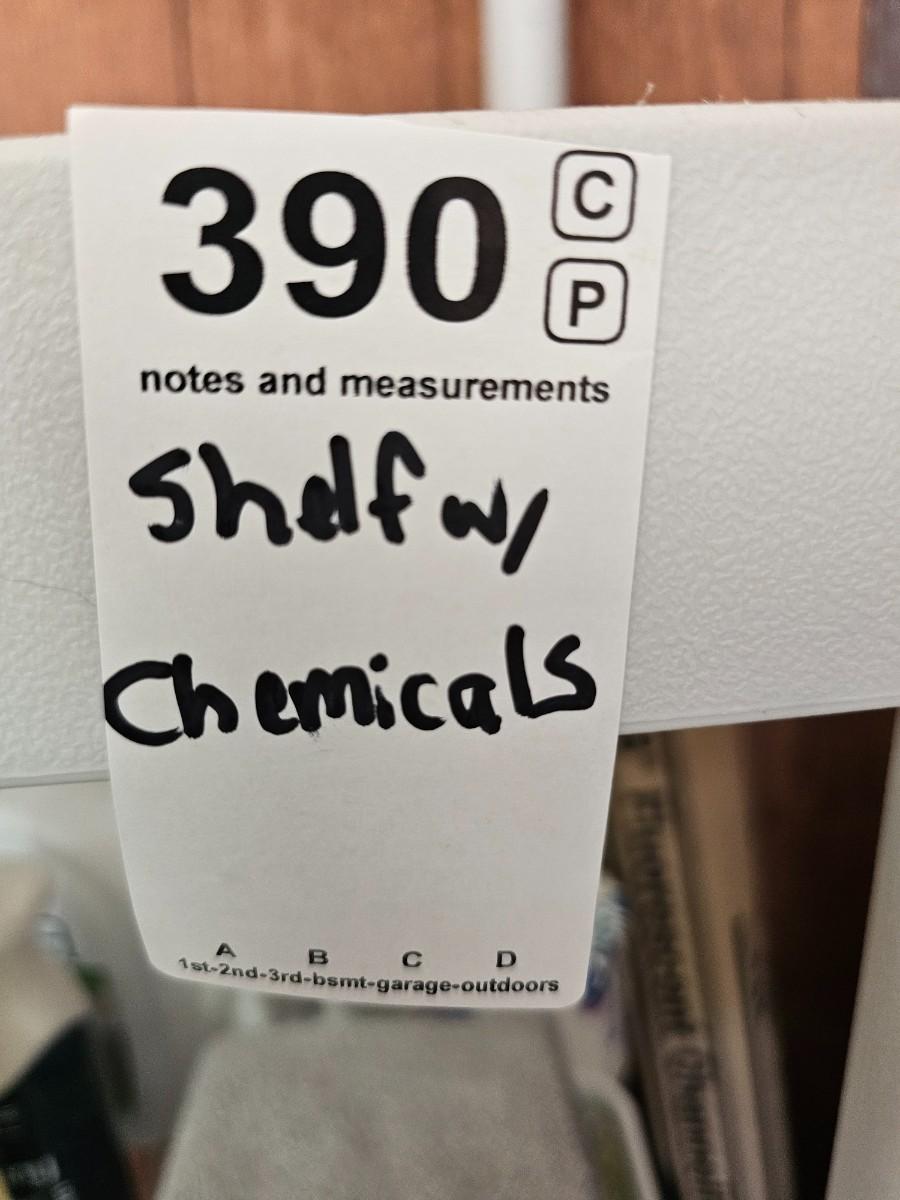 390
C
P
notes and measurements
Shelf w/
Chemicals
A B C D
1st-2nd-3rd-bsmt-garage-outdoors